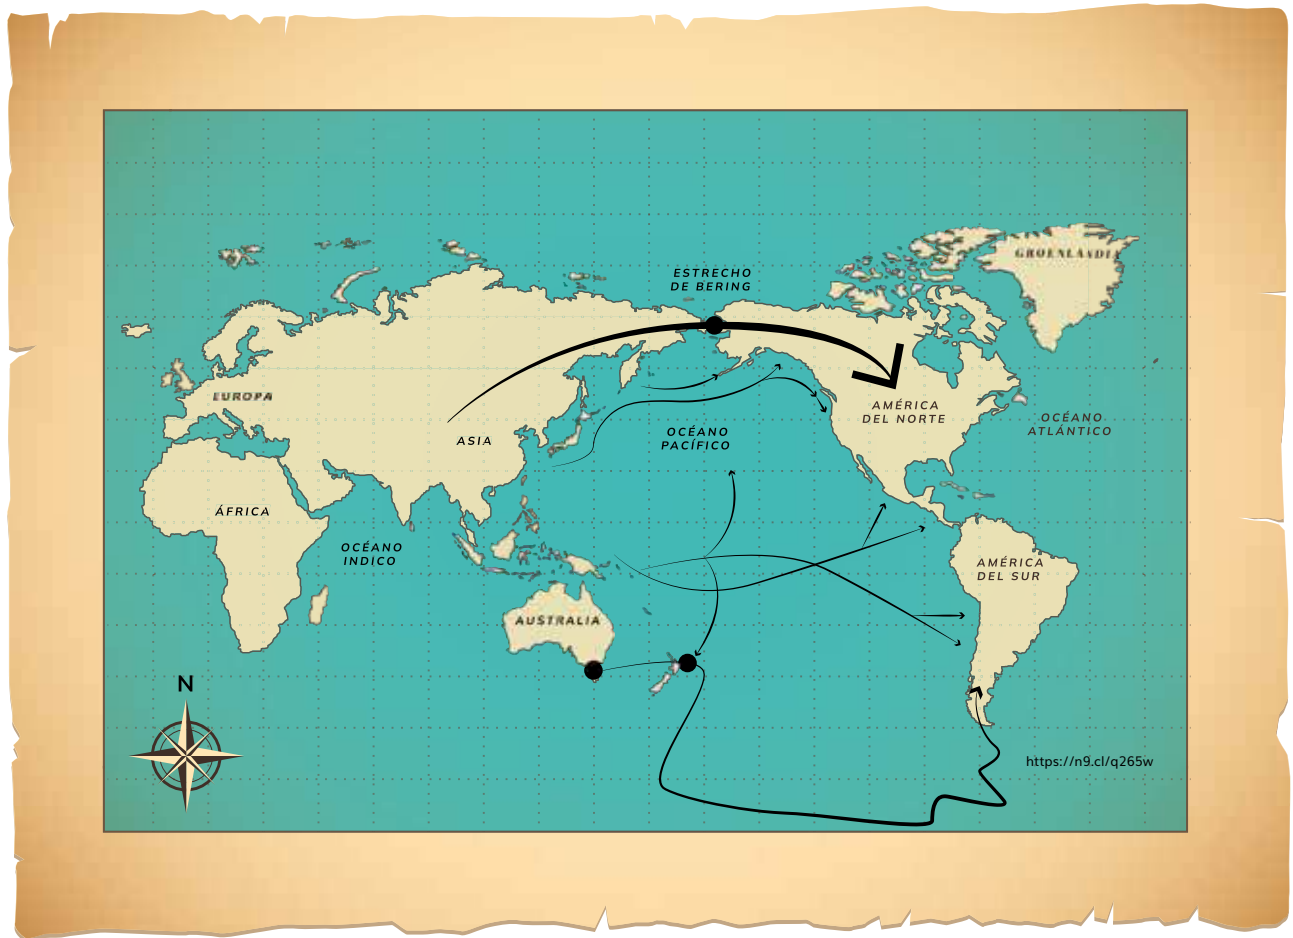 GROENLANDIA
ESTRECHO
DE BERING
EUROPA
AMÉRICA
DEL NORTE
OCÉANO
ATLÁNTICO
ASIA
OCÉANO
PACÍFICO
ÁFRICA
OCÉANO
INDICO
AMÉRICA
DEL SUR
AUSTRALIA
N
https://n9.cl/q265w